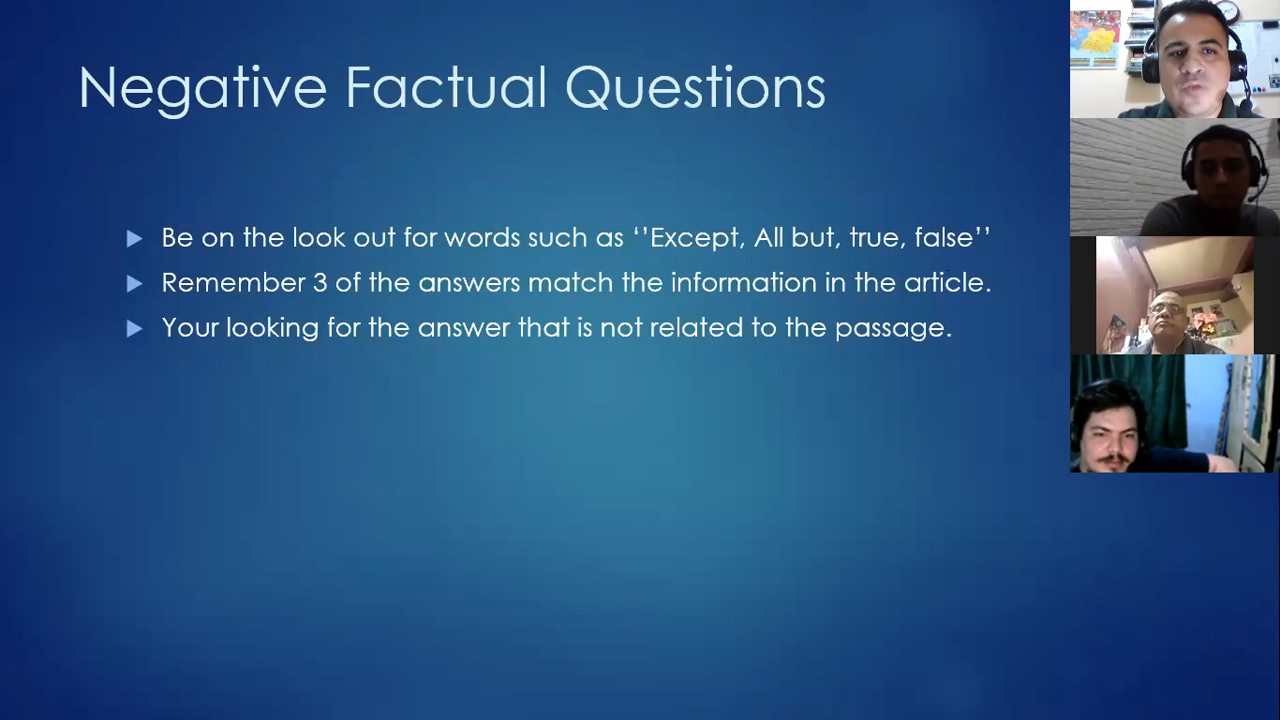 Negative Factual Questions
Be on the look out for words such as ‘’Except, All but, true, false’’
Remember 3 of the answers match the information in the article.
Your looking for the answer that is not related to the passage.